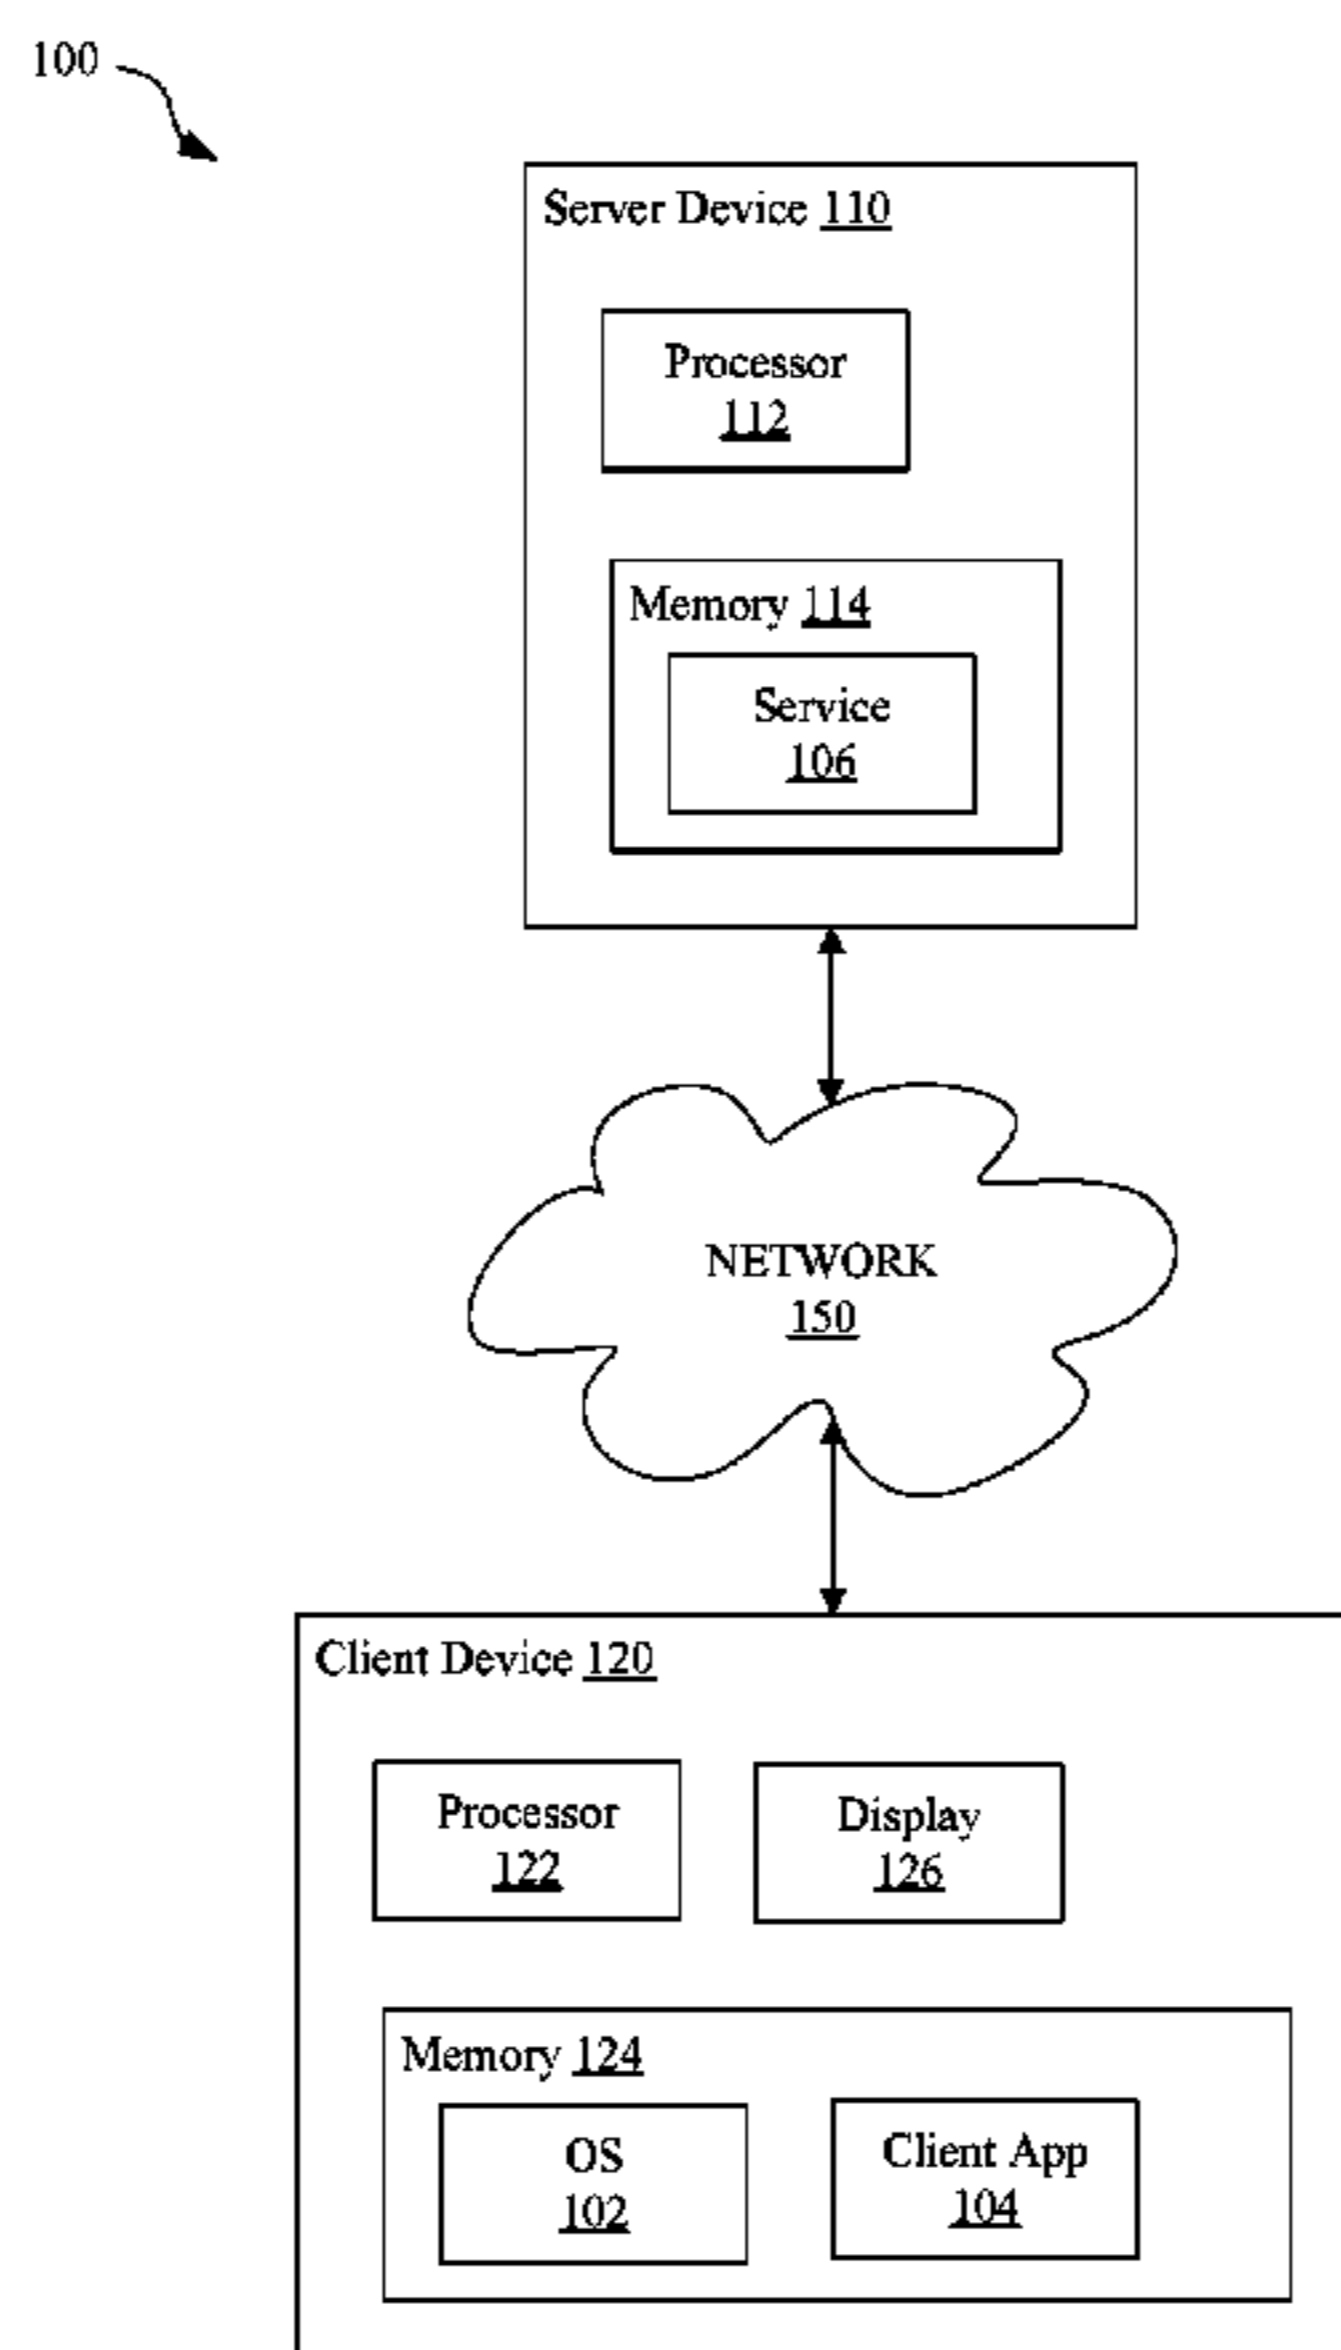 100
Server Device 110
Processor
112
Memory 114
Service
106
NETWORK
150
Client Device 120
Processor
122
Display
126
Memory 124
OS
102
Client App
104